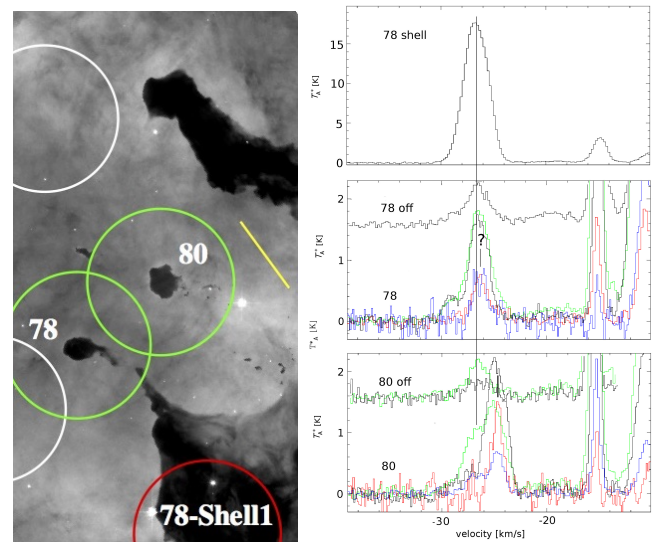 80
78
78-Shell1
78 shell
15
10
5
0
T*A [K]
78 off
?
78
2
1
0
T*A [K]
T*A [K]
80 off
80
2
1
0
T*A [K]
-30
-20
velocity [km/s]